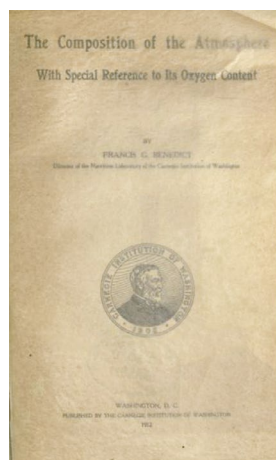 The Composition of the Atmosphere
With Special Reference to Its Oxygen Content
BY
FRANCIS G. BENEDICT
Director of the Nutrition Laboratory of the Carnegie Institution of Washington
CARNEGIE INSTITUTION OF WASHINGTON
1902
WASHINGTON, D. C.
PUBLISHED BY THE CARNEGIE INSTITUTION OF WASHINGTON
1912